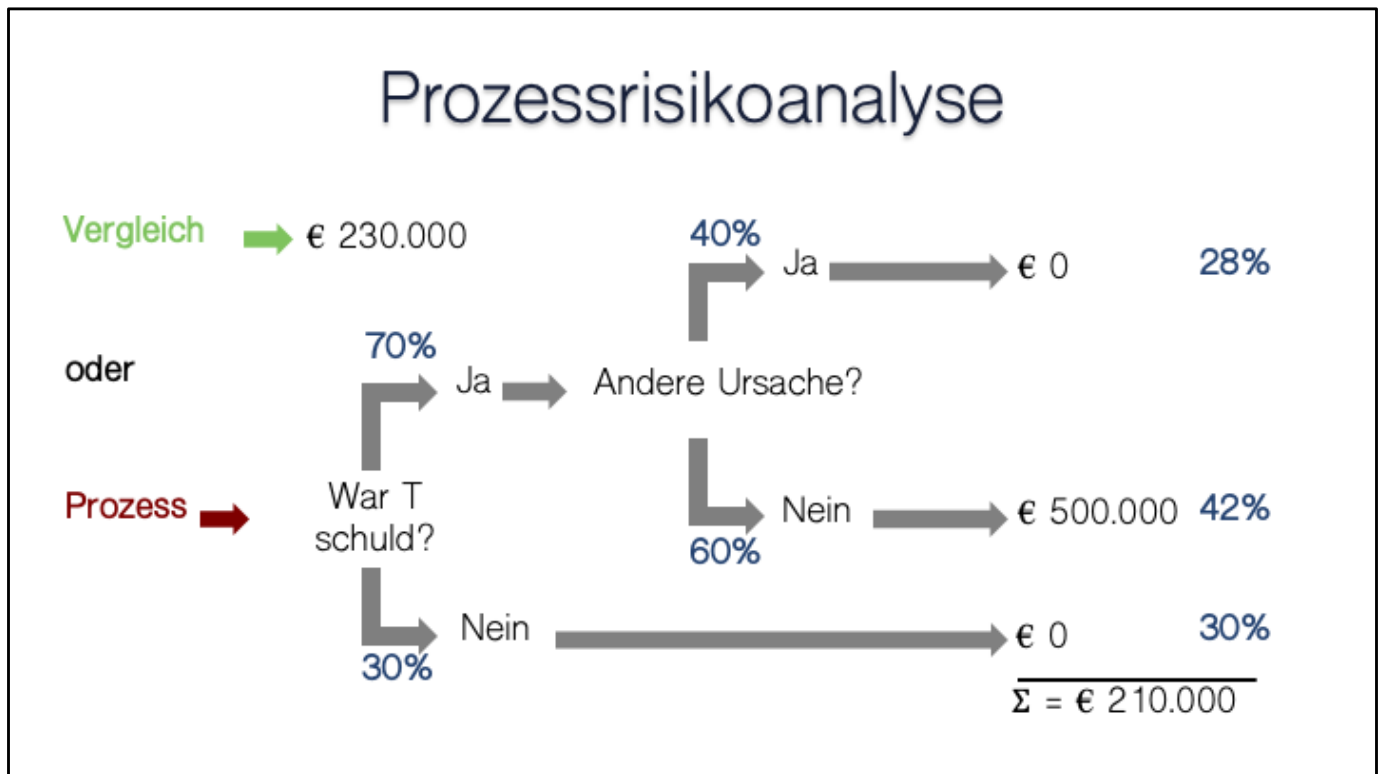 Prozessrisikoanalyse
Vergleich € 230.000
40%
Ja € 0 28%
70%
oder
Ja Andere Ursache?
Prozess
War T
schuld?
Nein € 500.000 42%
60%
Nein € 0 30%
30%
Σ = € 210.000